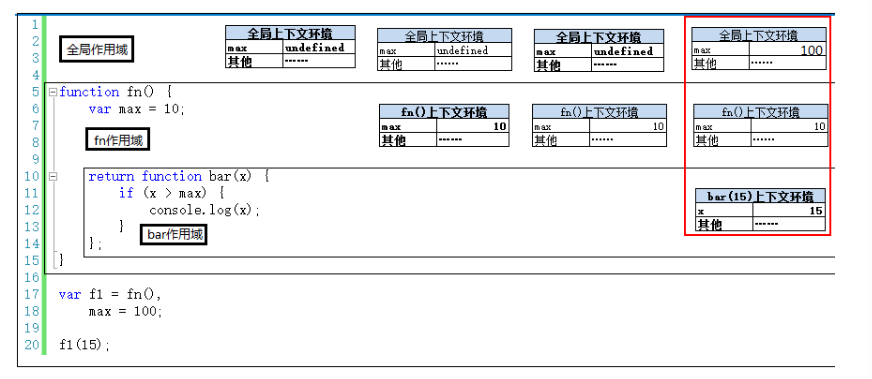 1
2 全局作用域
3
4
全局上下文环境
max undefined
其他 ······
全局上下文环境
max undefined
其他 ······
全局上下文环境
max undefined
其他 ······
全局上下文环境
max 100
其他 ······
5 function fn() {
6 var max = 10;
7
8 fn作用域
9
fn()上下文环境
max 10
其他 ······
fn()上下文环境
max 10
其他 ······
fn()上下文环境
max 10
其他 ······
10 return function bar(x) {
11 if (x > max) {
12 console.log(x);
13 }
bar作用域
14 };
15 }
bar(15)上下文环境
x 15
其他 ······
16
17 var f1 = fn(),
18 max = 100;
19
20 f1(15);